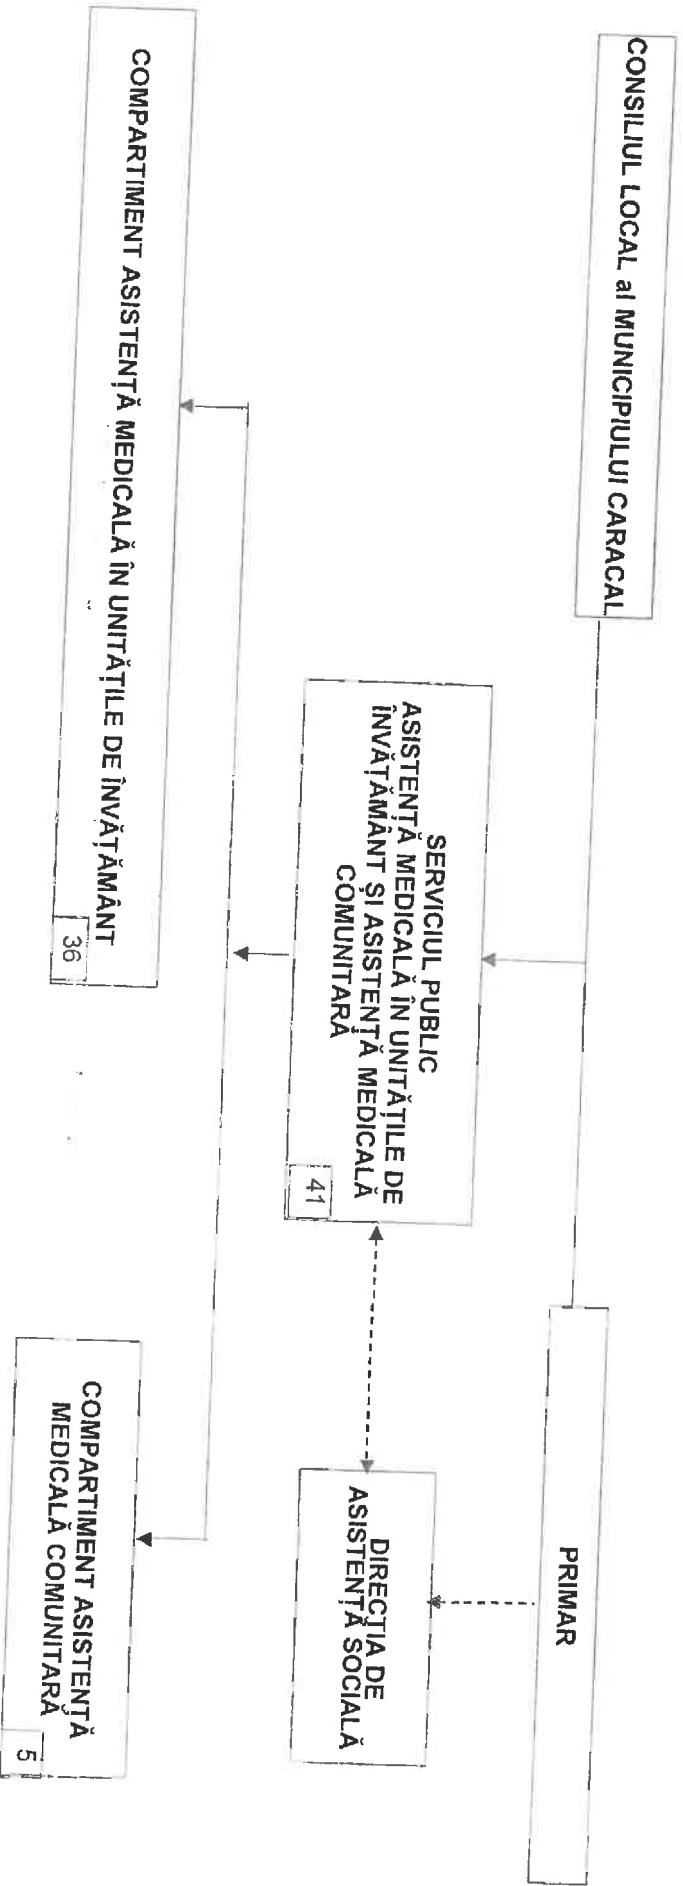 CONSILIUL LOCAL al MUNICIPIULUI CARACAL
PRIMAR
SERVICIUL PUBLIC
ASISTENȚĂ MEDICALĂ ÎN UNITĂȚILE DE
ÎNVĂȚĂMÂNT ȘI ASISTENȚĂ MEDICALĂ
COMUNITARĂ
41
DIRECȚIA DE
ASISTENȚĂ SOCIALĂ
COMPARTIMENT ASISTENȚĂ MEDICALĂ ÎN UNITĂȚILE DE ÎNVĂȚĂMÂNT
36
COMPARTIMENT ASISTENȚĂ
MEDICALĂ COMUNITARĂ
5